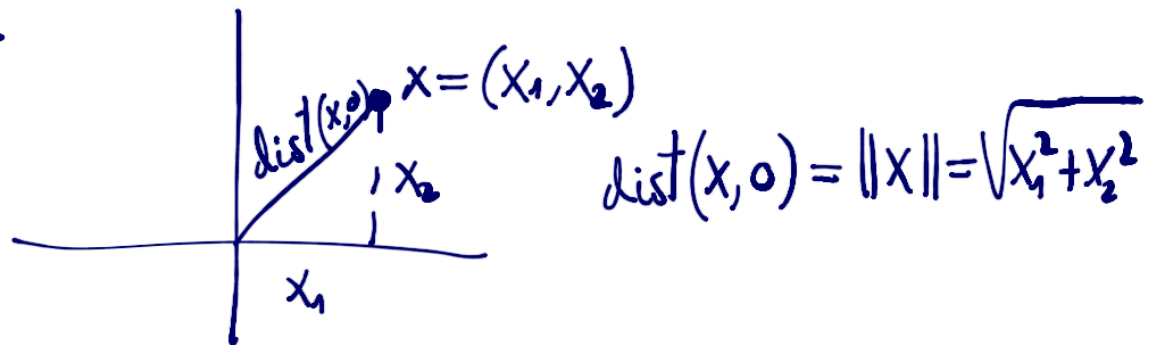 dist(x,0)
x = (x₁, x₂)
x₂
x₁
dist(x, 0) = ‖x‖ = √(x₁² + x₂²)